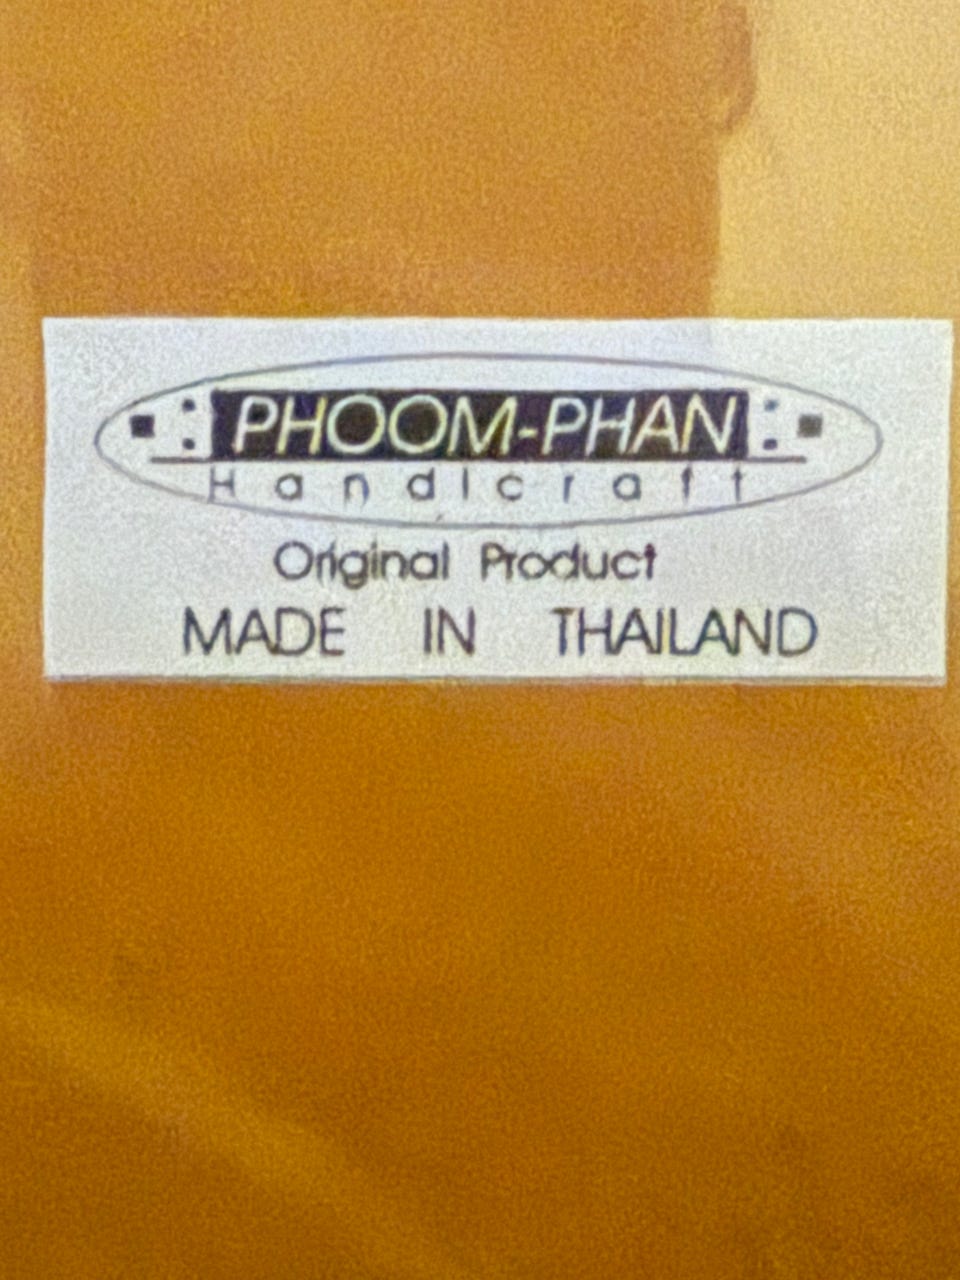 PHOOM-PHAN
Handicraft
Original Product
MADE IN THAILAND